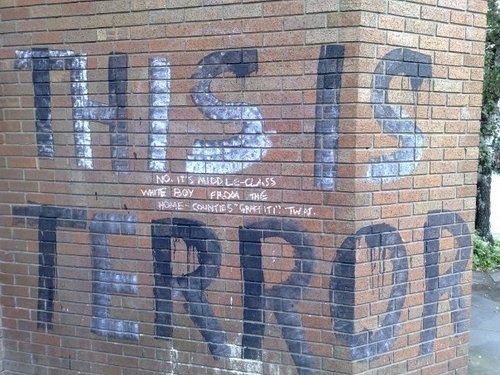 THIS IS
NO, IT'S MIDDLE-CLASS
WHITE BOY FROM THE
HOME-COUNTIES "GRAFFITI", TWAT.
TERROR